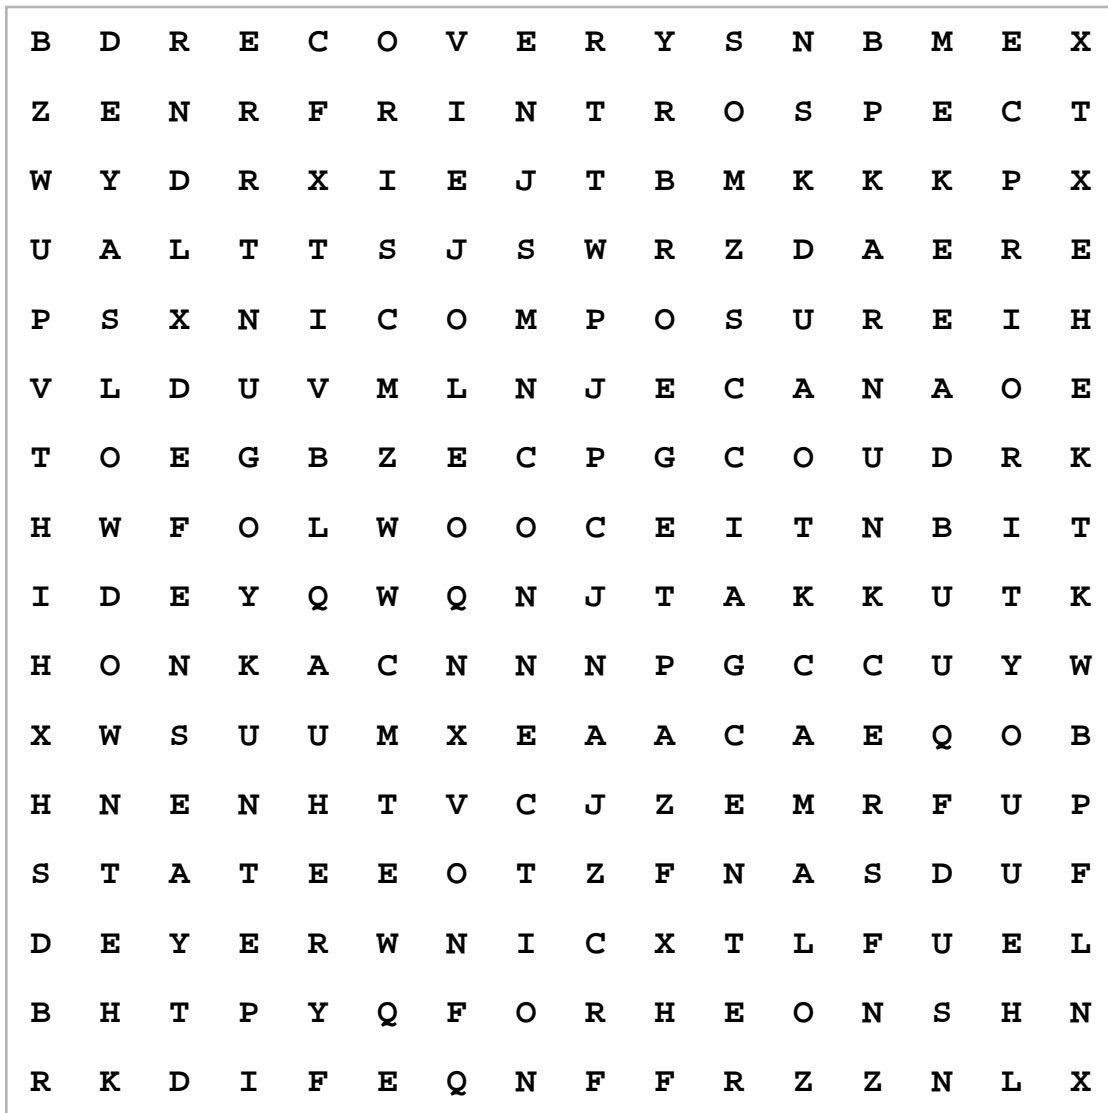 B D R E C O V E R Y S N B M E X
Z E N R F R I N T R O S P E C T
W Y D R X I E J T B M K K K P X
U A L T T S J S W R Z D A E R E
P S X N I C O M P O S U R E I H
V L D U V M L N J E C A N A O E
T O E G B Z E C P G C O U D R K
H W F O L W O O C E I T N B I T
I D E Y Q W Q N J T A K K U T K
H O N K A C N N N P G C C U Y W
X W S U U M X E A A C A E Q O B
H N E N H T V C J Z E M R F U P
S T A T E E O T Z F N A S D U F
D E Y E R W N I C X T L F U E L
B H T P Y Q F O R H E O N S H N
R K D I F E Q N F F R Z Z N L X